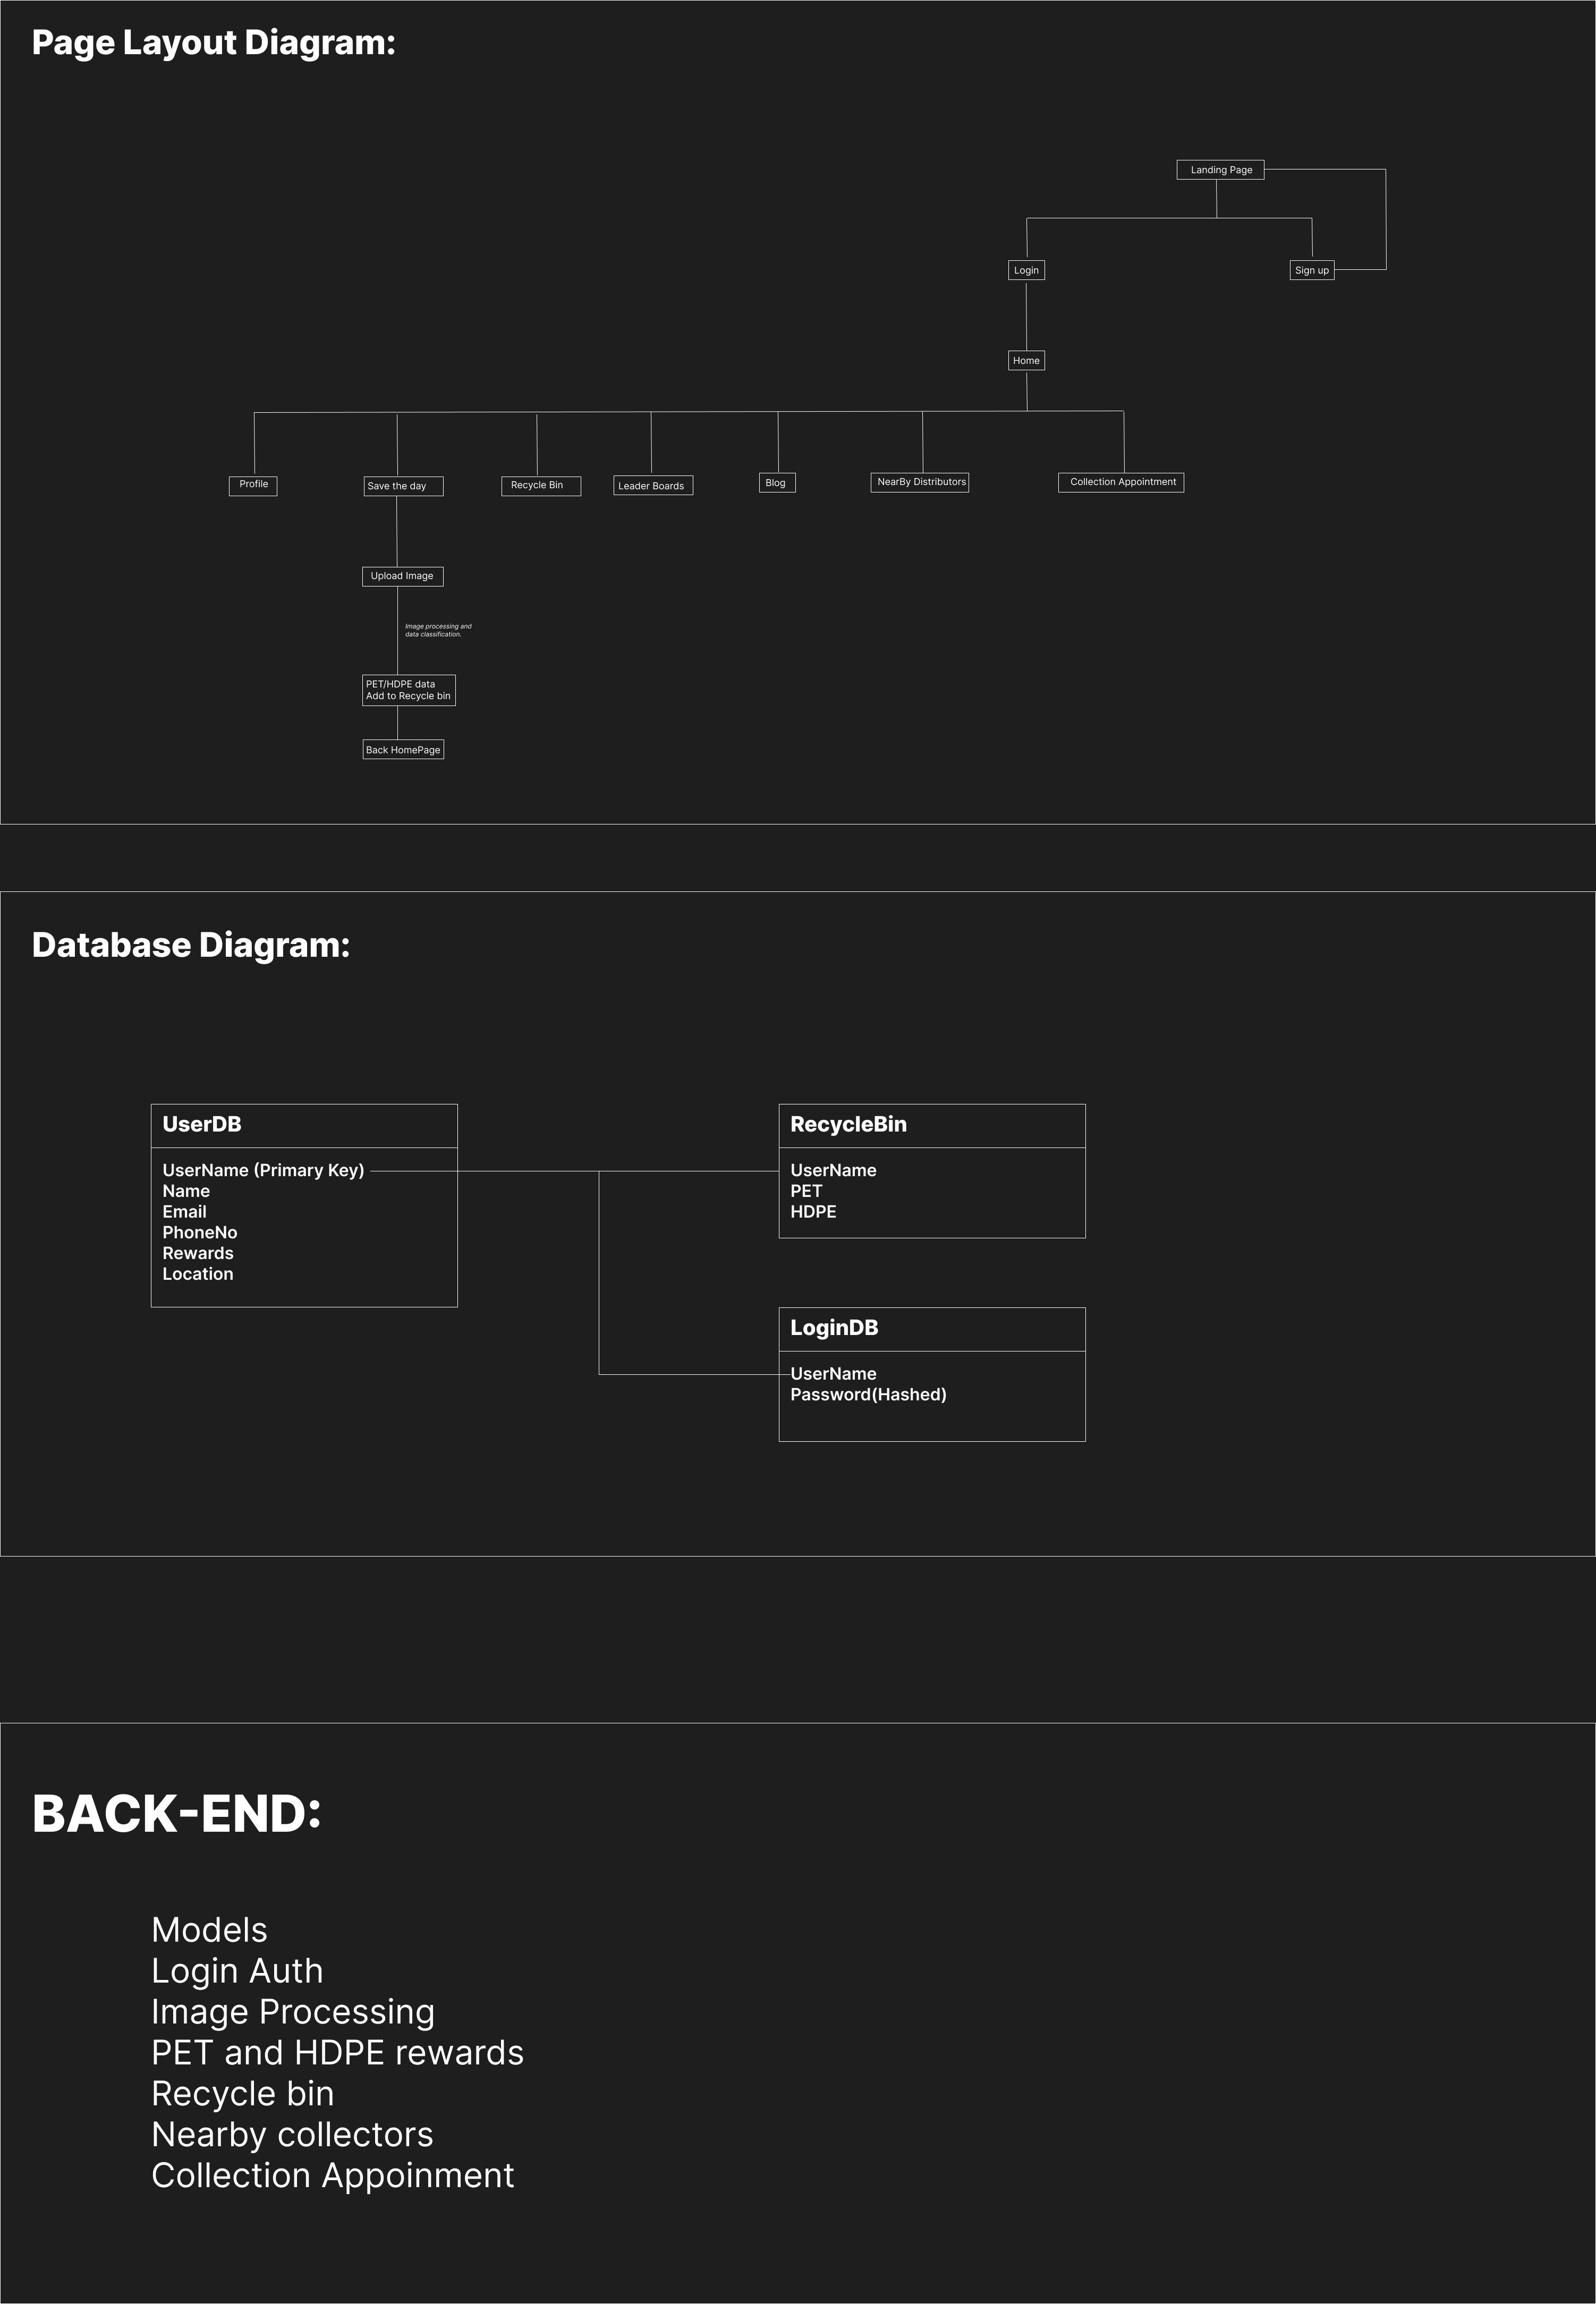 Page Layout Diagram:
Landing Page
Login
Sign up
Home
Profile
Save the day
Recycle Bin
Leader Boards
Blog
NearBy Distributors
Collection Appointment
Upload Image
Image processing and
data classification.
PET/HDPE data
Add to Recycle bin
Back HomePage
Database Diagram:
UserDB
UserName (Primary Key)
Name
Email
PhoneNo
Rewards
Location
RecycleBin
UserName
PET
HDPE
LoginDB
UserName
Password(Hashed)
BACK-END:
Models
Login Auth
Image Processing
PET and HDPE rewards
Recycle bin
Nearby collectors
Collection Appoinment